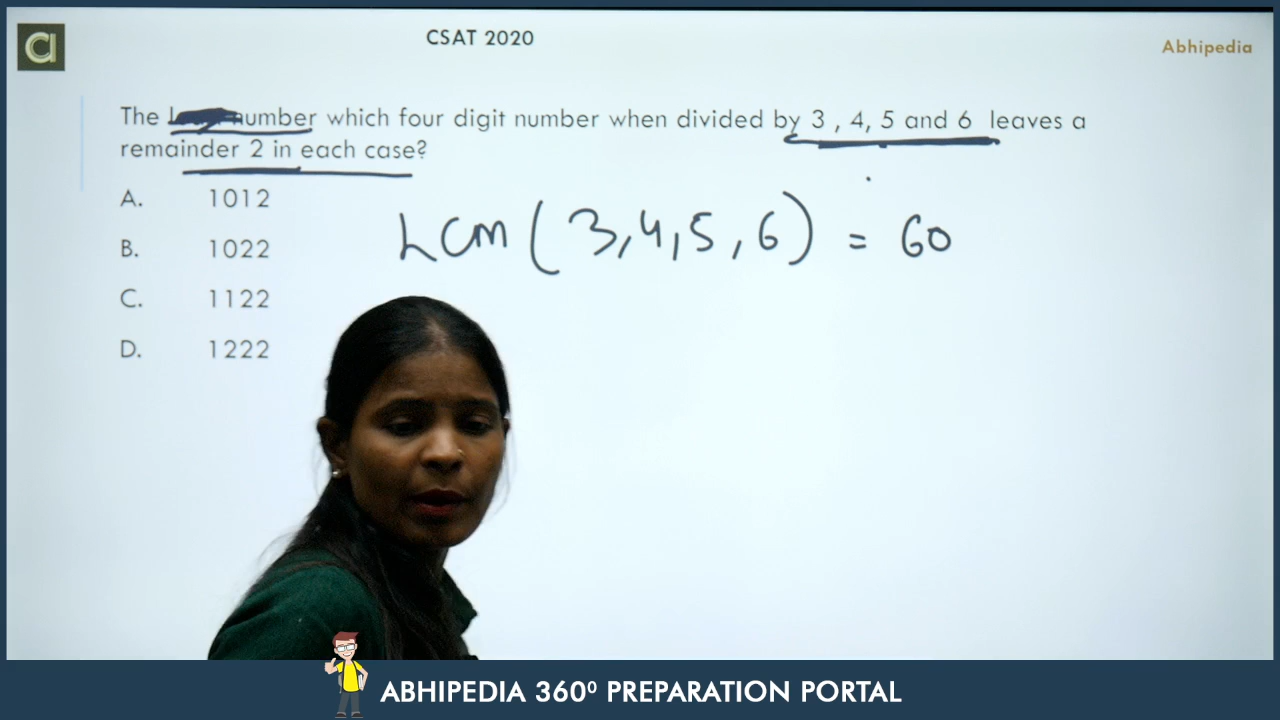 CSAT 2020
Abhipedia
The number which four digit number when divided by 3 , 4, 5 and 6 leaves a
remainder 2 in each case?
A. 1012
B. 1022
C. 1122
D. 1222
LCM ( 3,4,5,6) = 60
ABHIPEDIA 360⁰ PREPARATION PORTAL